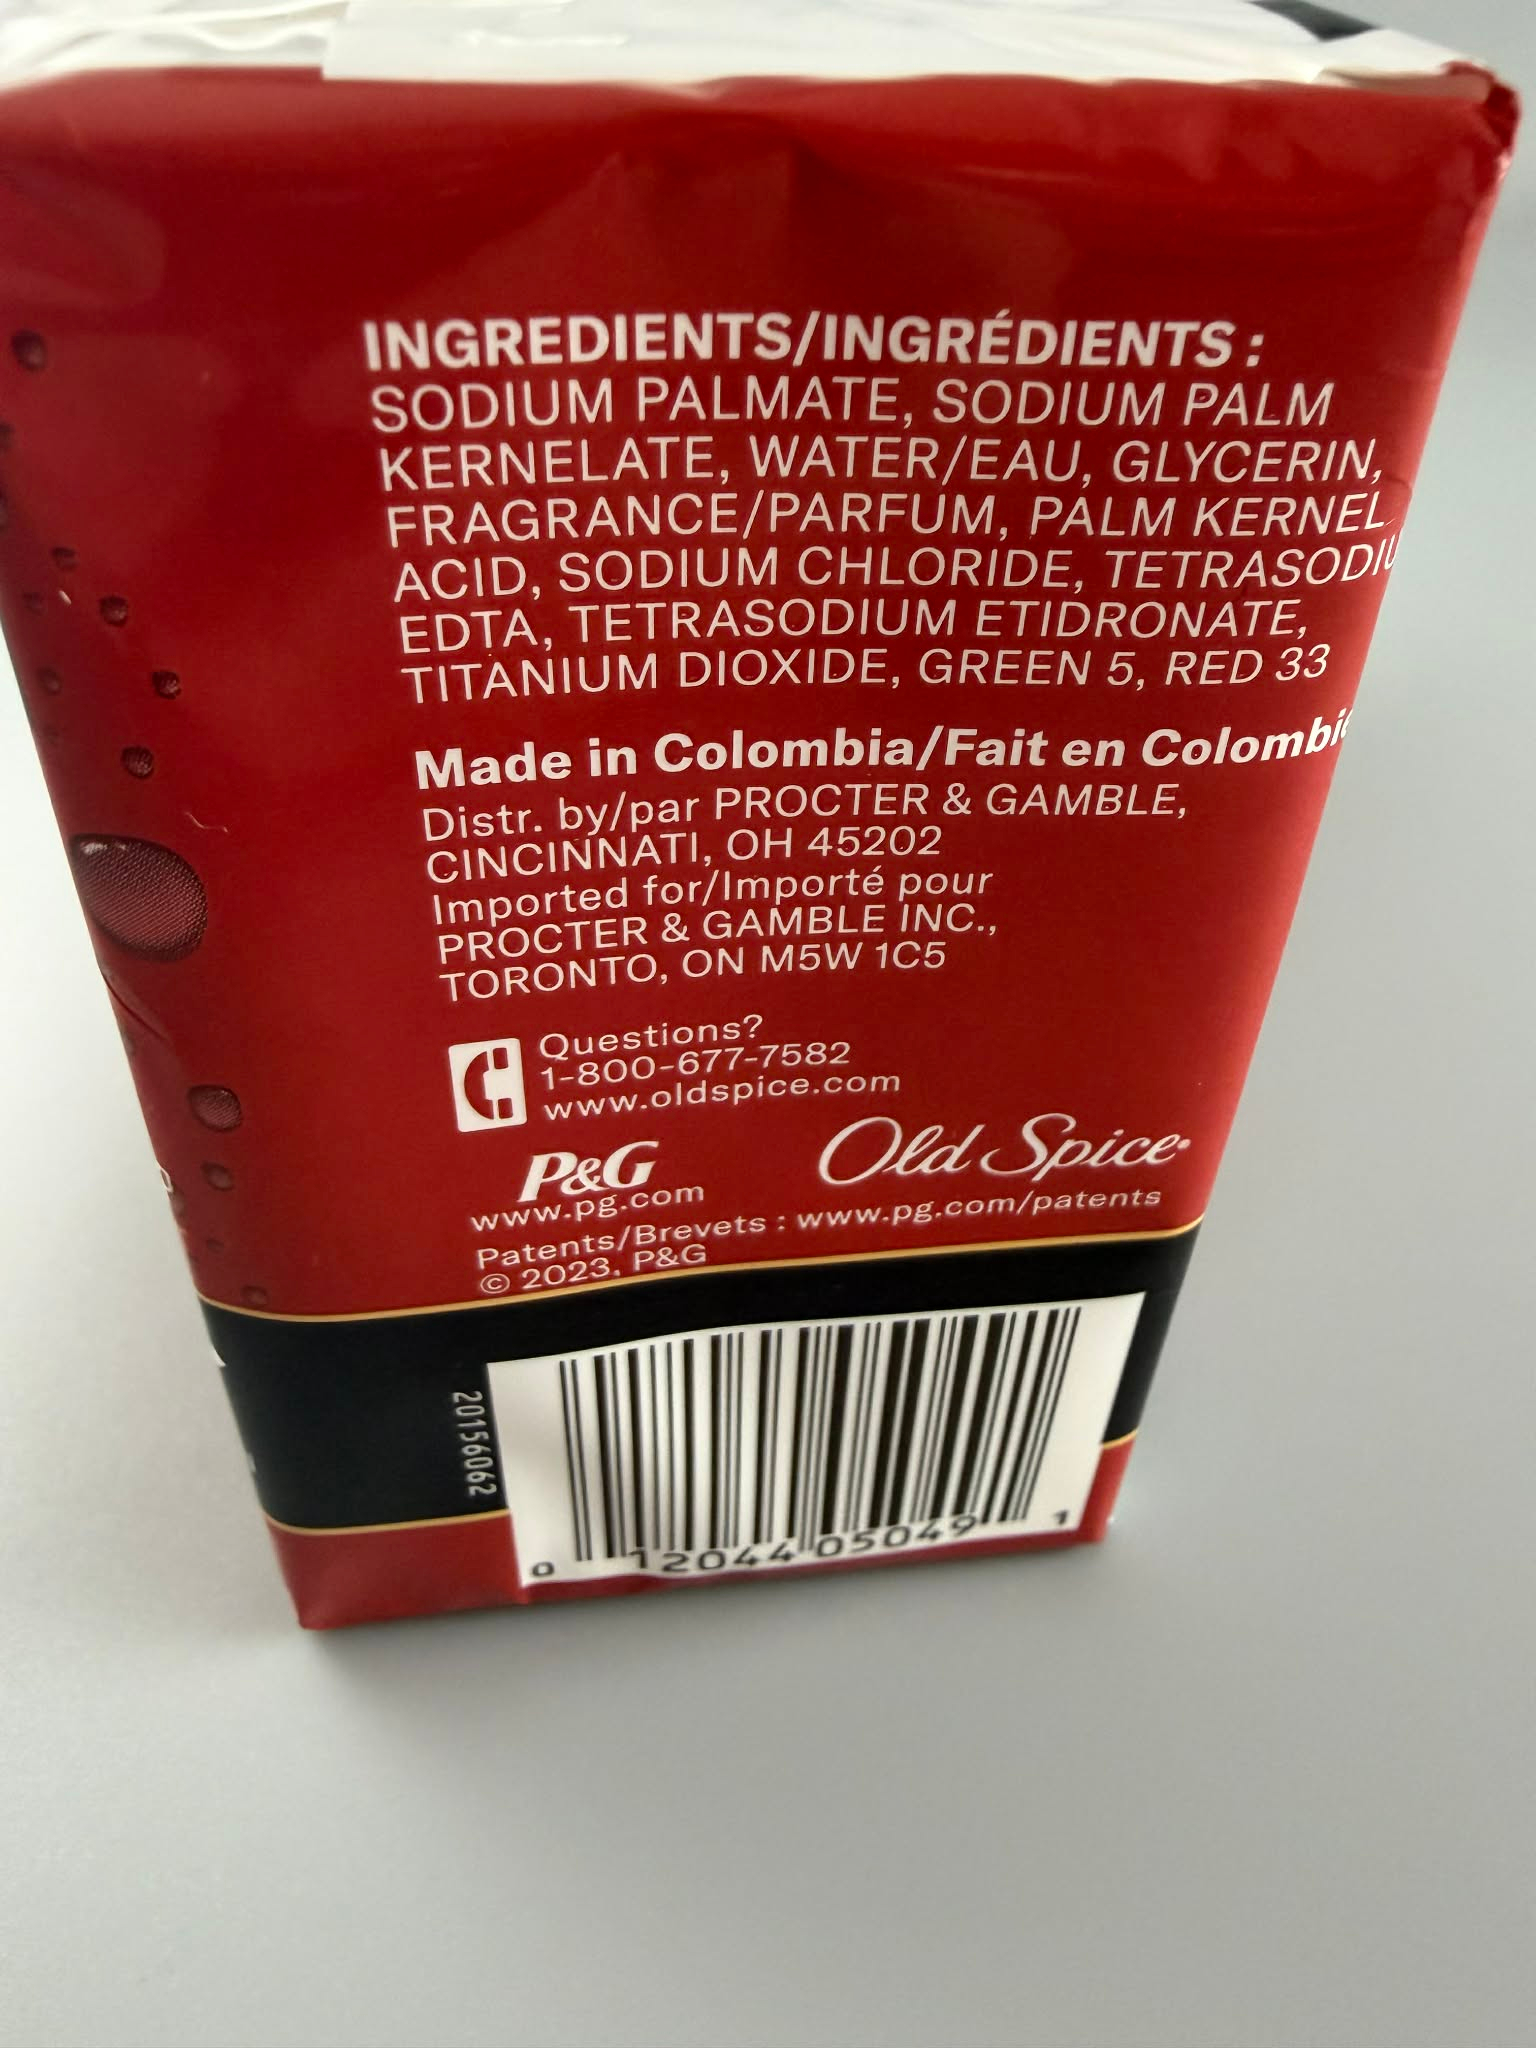 INGREDIENTS/INGRÉDIENTS :
SODIUM PALMATE, SODIUM PALM
KERNELATE, WATER/EAU, GLYCERIN,
FRAGRANCE/PARFUM, PALM KERNEL
ACID, SODIUM CHLORIDE,
EDTA, TETRASODIUM ETIDRONATE,
TITANIUM DIOXIDE, GREEN 5, RED 33
Made in Colombia/Fait en
Distr. by/par PROCTER & GAMBLE,
CINCINNATI, OH 45202
Imported for/Importé pour
PROCTER & GAMBLE INC.,
TORONTO, ON M5W 1C5
Questions?
1-800-677-7582
www.oldspice.com
P&G
www.pg.com
Old Spice
Patents/Brevets : www.pg.com/patents
© 2023, P&G
20156062
0 12044 05049 1